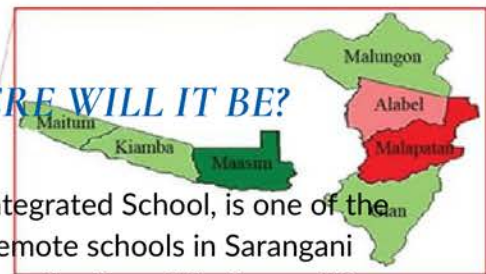 Malungon
ERE WILL IT BE?
Alabel
Maitum
Kiamba
Malapatan
Maasim
ntegrated School, is one of the
Glan
emote schools in Sarangani